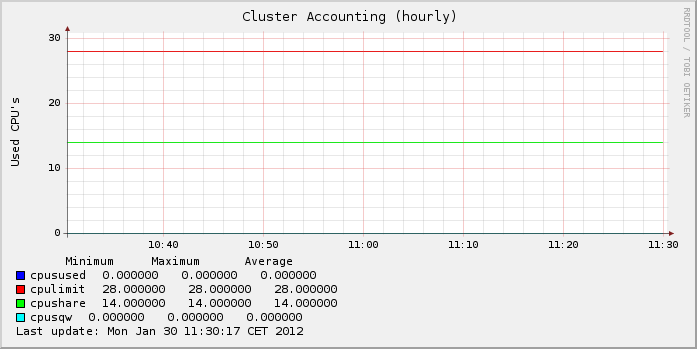 Cluster Accounting (hourly)
RRDTOOL / TOBI OETIKER
Used CPU's
30
20
10
0
10:40 10:50 11:00 11:10 11:20 11:30
Minimum Maximum Average
cpusused 0.000000 0.000000 0.000000
cpulimit 28.000000 28.000000 28.000000
cpushare 14.000000 14.000000 14.000000
cpusqw 0.000000 0.000000 0.000000
Last update: Mon Jan 30 11:30:17 CET 2012